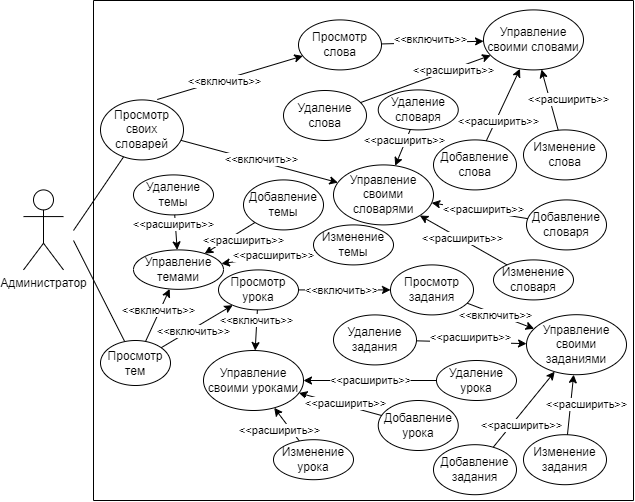 Просмотр
слова
<<включить>>
Управление
своими словами
<<включить>>
<<расширить>>
Удаление
слова
Удаление
словаря
<<расширить>>
<<расширить>>
Просмотр
своих
словарей
<<расширить>>
Добавление
слова
Изменение
слова
<<включить>>
Управление
своими
словарями
Удаление
темы
Добавление
темы
<<расширить>>
Добавление
словаря
<<расширить>>
<<расширить>>
Изменение
темы
<<расширить>>
<<расширить>>
Управление
темами
Изменение
словаря
Администратор
Просмотр
урока
<<включить>>
Просмотр
задания
<<включить>>
<<включить>>
<<включить>>
<<включить>>
Удаление
задания
<<расширить>>
Управление
своими
заданиями
Просмотр
тем
Управление
своими уроками
<<расширить>>
Удаление
урока
<<расширить>>
<<расширить>>
Добавление
урока
<<расширить>>
<<расширить>>
<<расширить>>
Изменение
урока
Добавление
задания
Изменение
задания